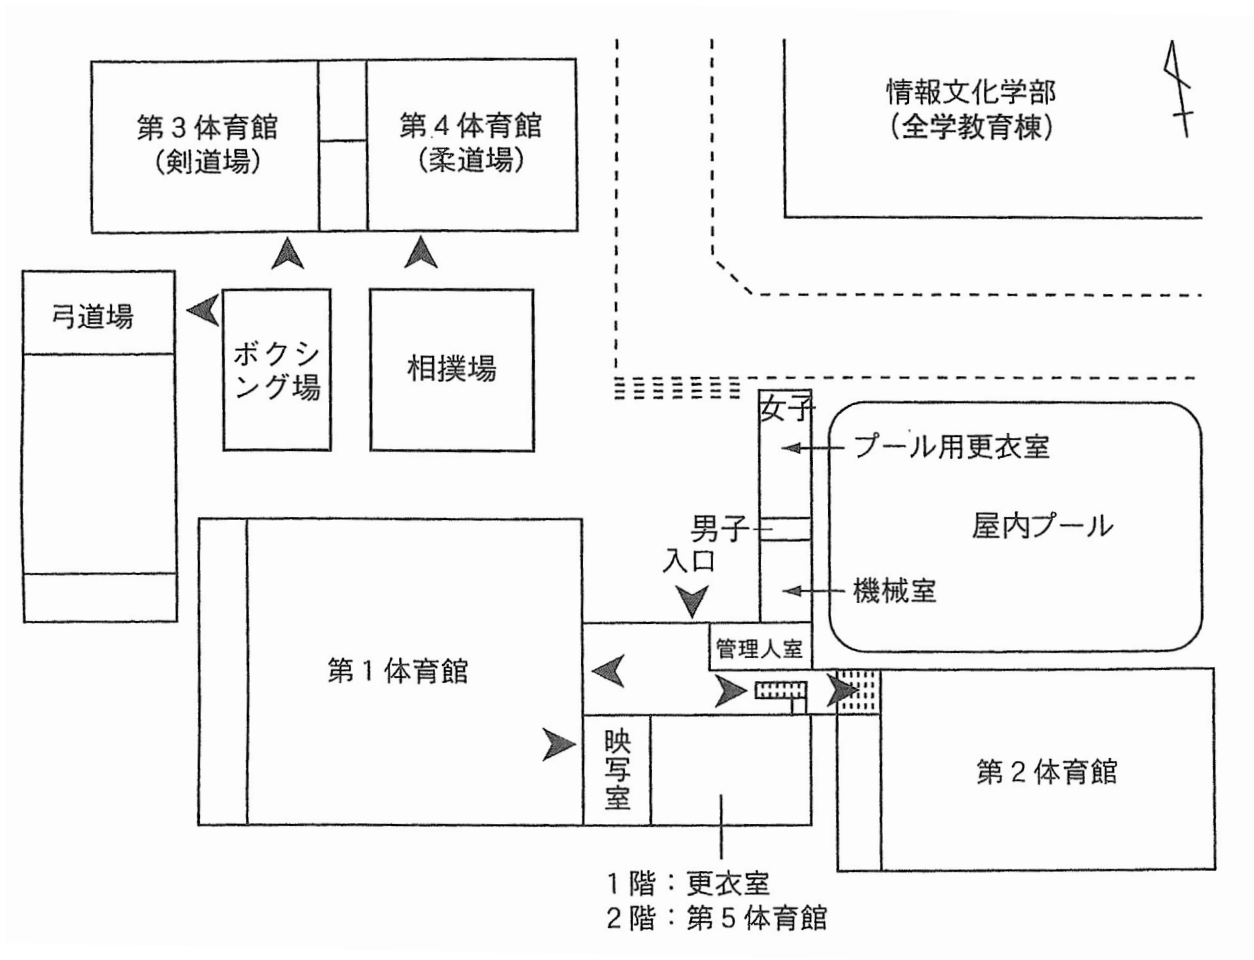 第3体育館
(剣道場)
第4体育館
(柔道場)
情報文化学部
(全学教育棟)
弓道場
ボクシ
ング場
相撲場
女子
プール用更衣室
屋内プール
男子
入口
機械室
管理人室
第1体育館
映写室
第2体育館
1階：更衣室
2階：第5体育館